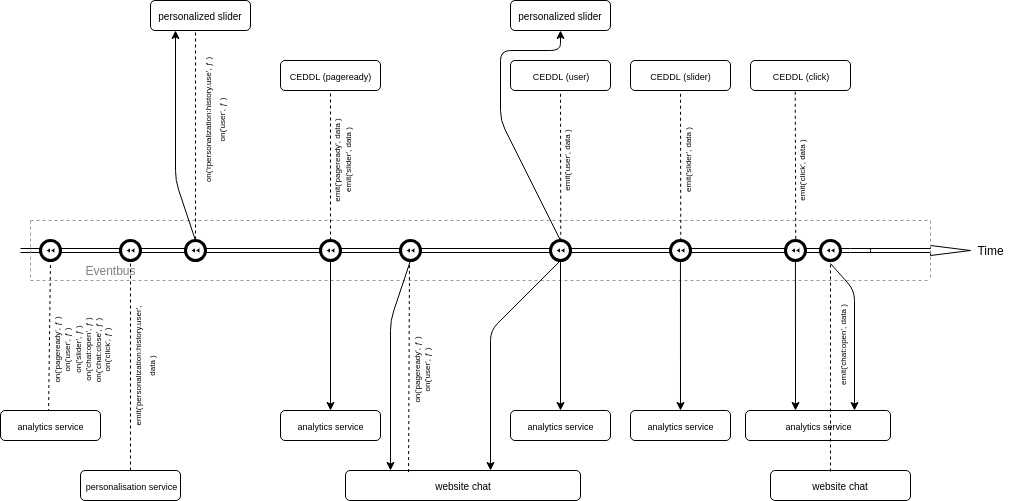 personalized slider
personalized slider
CEDDL (pageready)
CEDDL (user)
CEDDL (slider)
CEDDL (click)
on('rpersonalization:history.use', ƒ )
on('user', ƒ )
emit('pageready', data )
emit('slider', data )
emit('user', data )
emit('slider', data )
emit('click', data )
Time
Eventbus
on('pageready', ƒ )
on('user', ƒ )
on('slider', ƒ )
on('chat:open', ƒ )
on('chat:close', ƒ )
on('click', ƒ )
emit('personalization:history.user',
data )
on('pageready', ƒ )
on('user', ƒ )
emit('chat:open', data )
analytics service
analytics service
analytics service
analytics service
analytics service
personalisation service
website chat
website chat